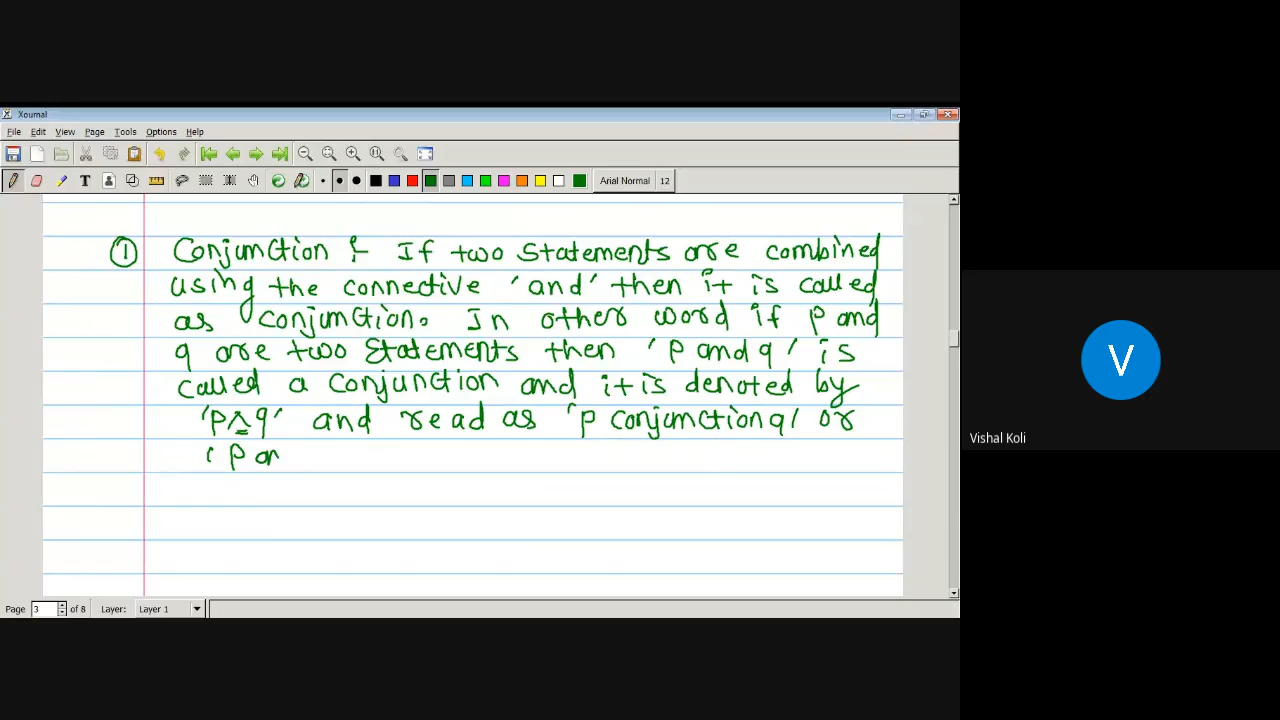 Xournal
File Edit View Page Tools Options Help
Arial Normal 12
① Conjunction :- If two statements are combined
using the connective 'and' then it is called
as conjunction. In other word if p and
q are two statements then 'p and q' is
called a conjunction and it is denoted by
'p∧q' and read as 'p conjunction q' or
'p an
V
Vishal Koli
Page 3 of 8 Layer: Layer 1